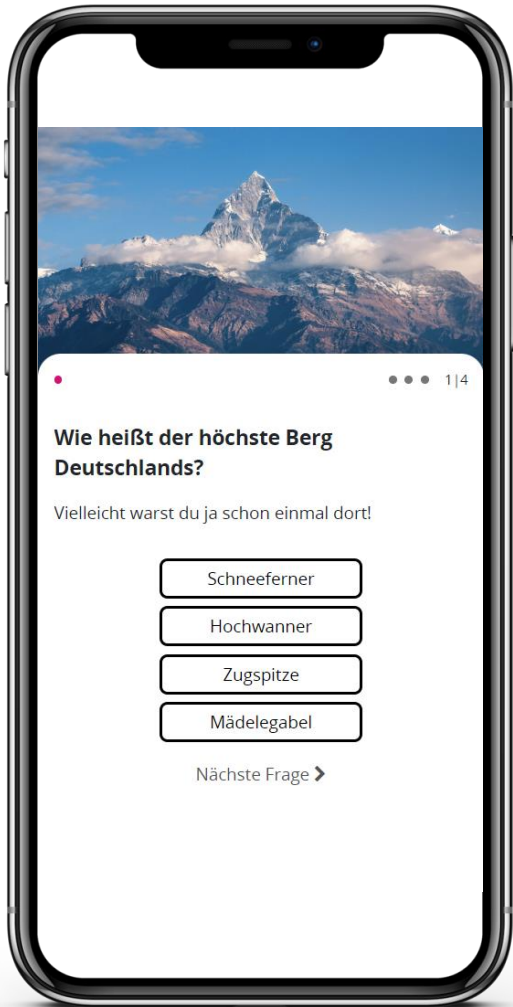 1|4
Wie heißt der höchste Berg
Deutschlands?
Vielleicht warst du ja schon einmal dort!
Schneeferner
Hochwanner
Zugspitze
Mädelegabel
Nächste Frage